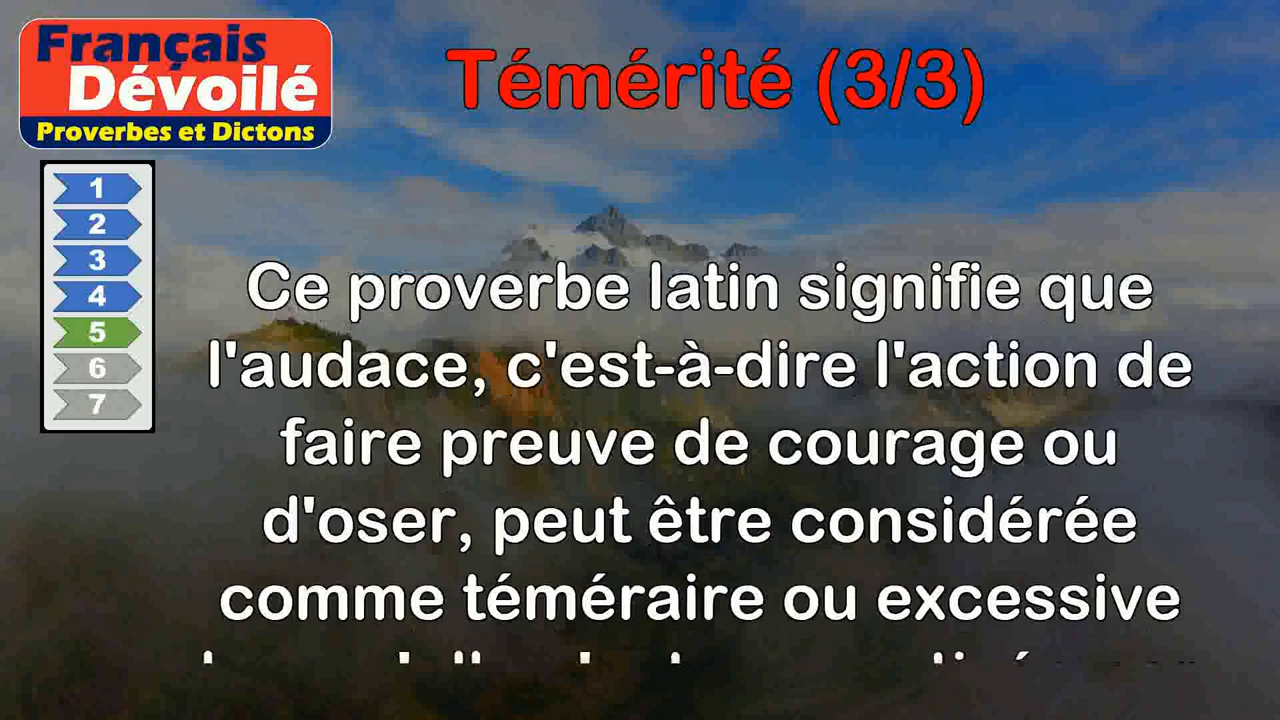 Français
Dévoilé
Proverbes et Dictons
Témérité (3/3)
1
2
3
4
5
6
7
Ce proverbe latin signifie que
l'audace, c'est-à-dire l'action de
faire preuve de courage ou
d'oser, peut être considérée
comme téméraire ou excessive